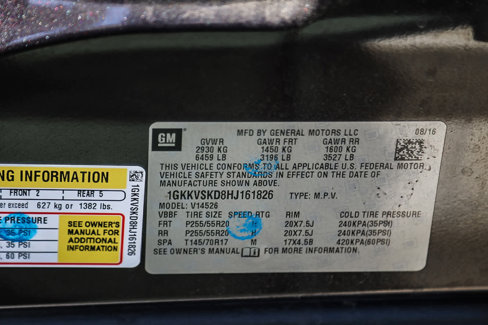 GM
MFD BY GENERAL MOTORS LLC 08/16
GVWR GAWR FRT GAWR RR
2930 KG 1450 KG 1600 KG
6459 LB 3196 LB 3527 LB
THIS VEHICLE CONFORMS TO ALL APPLICABLE U.S. FEDERAL MOTOR
VEHICLE SAFETY STANDARDS IN EFFECT ON THE DATE OF
MANUFACTURE SHOWN ABOVE.
1GKKVSKD8HJ161826 TYPE: M.P.V.
MODEL: V14526
VBBF TIRE SIZE SPEED RTG RIM COLD TIRE PRESSURE
FRT P255/55R20 H 20X7.5J 240KPA(35PSI)
RR P255/55R20 H 20X7.5J 240KPA(35PSI)
SPA T145/70R17 M 17X4.5B 420KPA(60PSI)
SEE OWNER'S MANUAL FOR MORE INFORMATION.
NG INFORMATION
FRONT 2 REAR 5
exceed 627 kg or 1382 lbs.
E PRESSURE
35 PSI
, 35 PSI
, 60 PSI
SEE OWNER'S
MANUAL FOR
ADDITIONAL
INFORMATION
1GKKVSKD8HJ161826